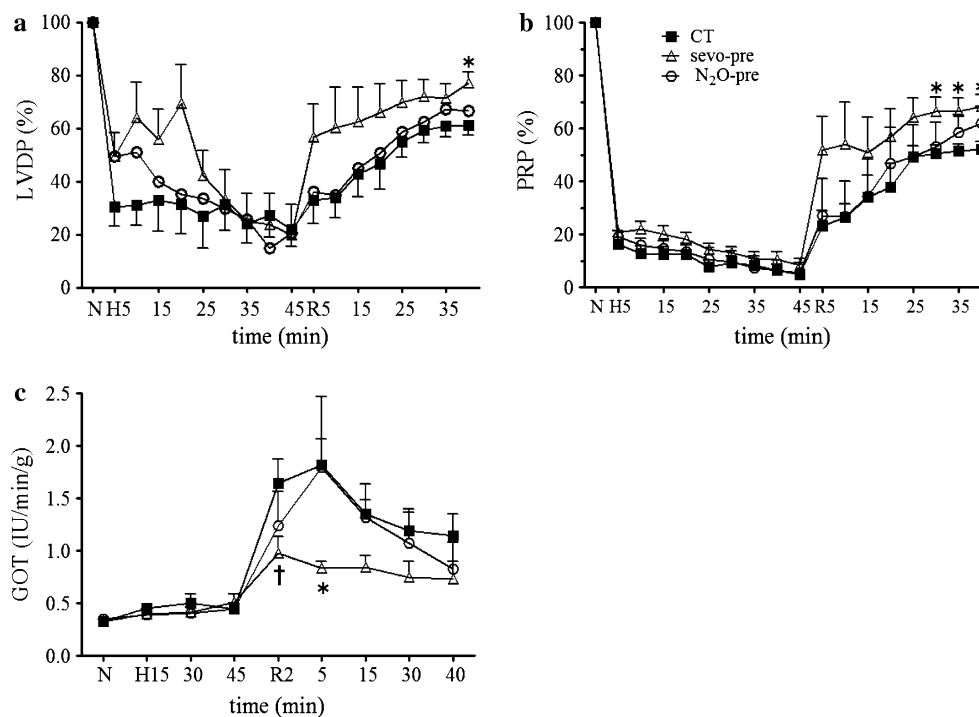 a
LVDP (%)
100
80
60
40
20
0
*
N H5 15 25 35 45 R5 15 25 35
time (min)
b
PRP (%)
100
80
60
40
20
0
CT
sevo-pre
N₂O-pre
* * *
N H5 15 25 35 45 R5 15 25 35
time (min)
c
GOT (IU/min/g)
2.5
2.0
1.5
1.0
0.5
0.0
† *
N H15 30 45 R2 5 15 30 40
time (min)